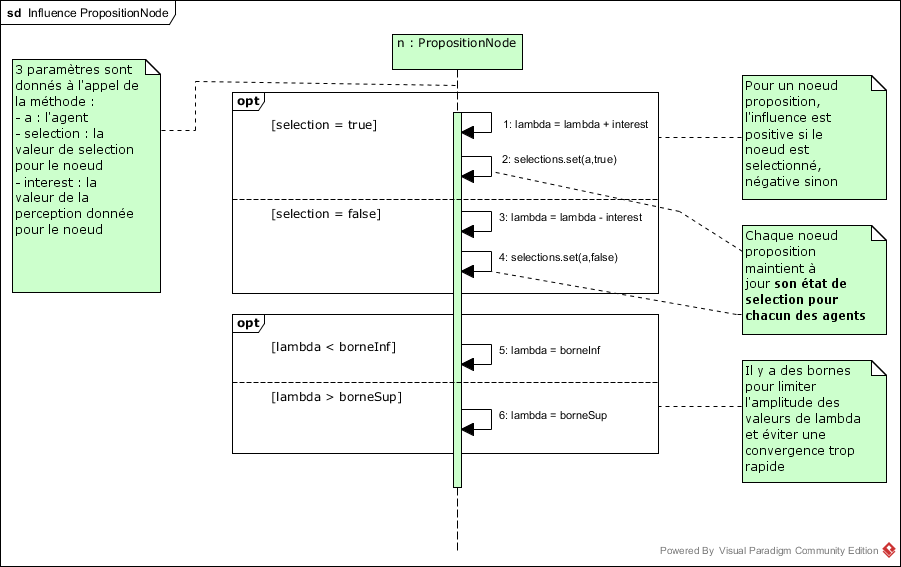 sd Influence PropositionNode
n : PropositionNode
3 paramètres sont
donnés à l'appel de
la méthode :
- a : l'agent
- selection : la
valeur de selection
pour le noeud
- interest : la
valeur de la
perception donnée
pour le noeud
opt
[selection = true]
1: lambda = lambda + interest
2: selections.set(a,true)
[selection = false]
3: lambda = lambda - interest
4: selections.set(a,false)
Pour un noeud
proposition,
l'influence est
positive si le
noeud est
selectionné,
négative sinon
Chaque noeud
proposition
maintient à
jour son état de
selection pour
chacun des agents
opt
[lambda < borneInf]
5: lambda = borneInf
[lambda > borneSup]
6: lambda = borneSup
Il y a des bornes
pour limiter
l'amplitude des
valeurs de lambda
et éviter une
convergence trop
rapide
Powered By Visual Paradigm Community Edition